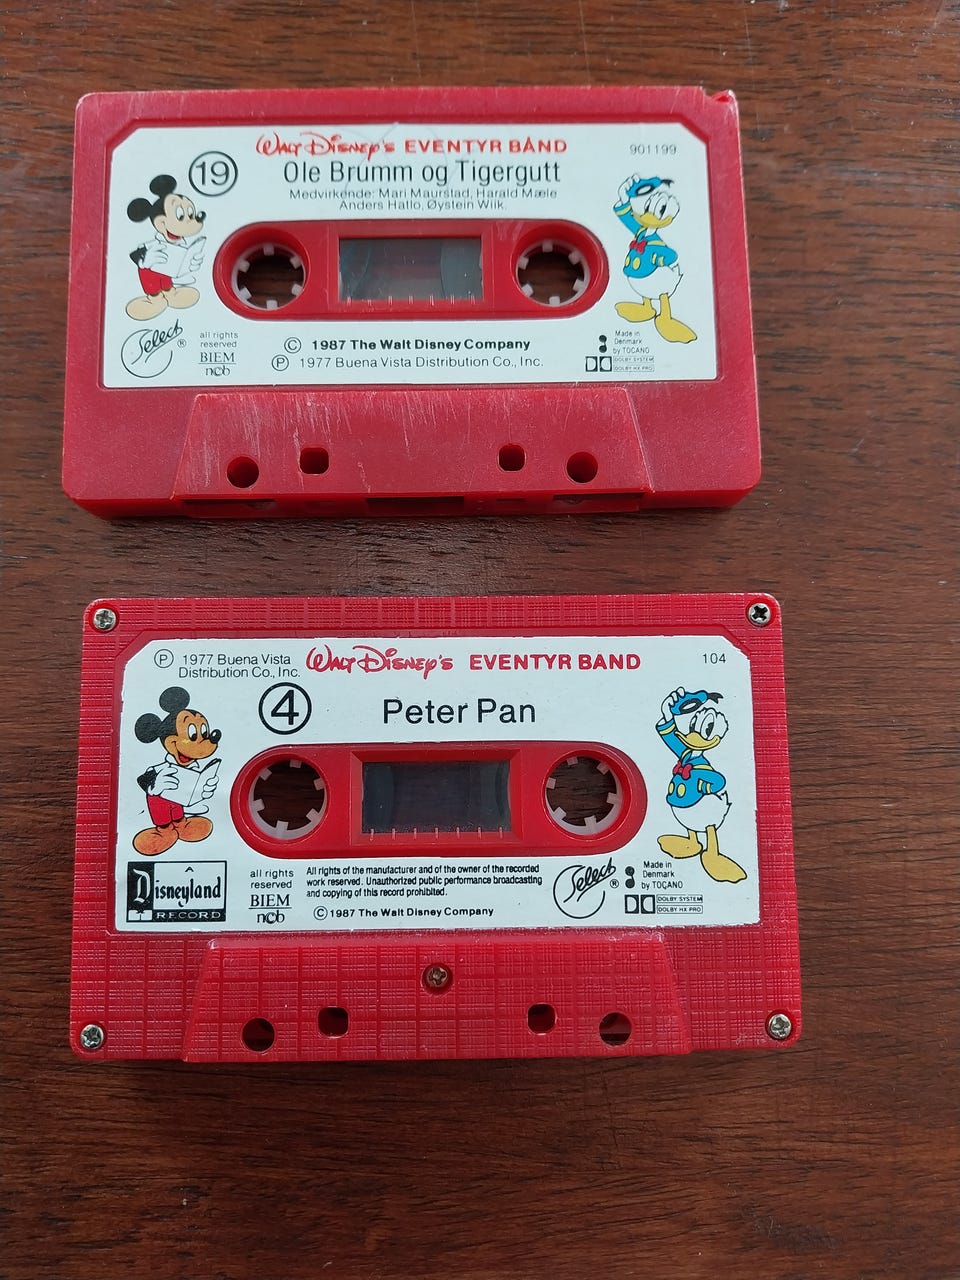 Walt Disney's EVENTYR BÅND
901199
19
Ole Brumm og Tigergutt
Medvirkende: Mari Maurstad, Harald Mæle
Anders Hatlo, Øystein Wiik.
Select ®
all rights
reserved
BIEM
ncb
© 1987 The Walt Disney Company
Ⓟ 1977 Buena Vista Distribution Co., Inc.
Made in
Denmark
by TOCANO
DOLBY SYSTEM
DOLBY HX PRO
Ⓟ 1977 Buena Vista
Distribution Co., Inc.
Walt Disney's EVENTYR BAND
104
4
Peter Pan
Disneyland
RECORD
all rights
reserved
BIEM
ncb
All rights of the manufacturer and of the owner of the recorded
work reserved. Unauthorized public performance broadcasting
and copying of this record prohibited.
© 1987 The Walt Disney Company
Select ®
Made in
Denmark
by TOCANO
DOLBY SYSTEM
DOLBY HX PRO